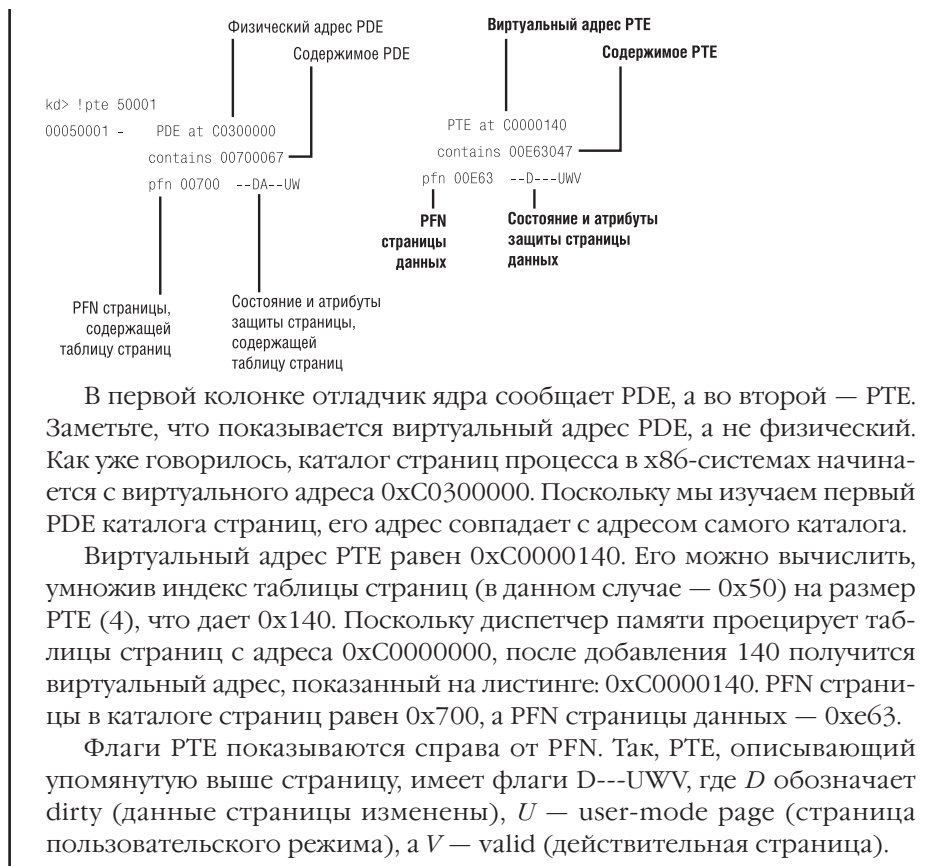 Физический адрес PDE
Виртуальный адрес PTE
Содержимое PDE
Содержимое PTE
kd> !pte 50001
00050001 - PDE at C0300000
PTE at C0000140
contains 00700067
contains 00E63047
pfn 00700 --DA--UW
pfn 00E63 --D---UWV
PFN
страницы
данных
Состояние и атрибуты
защиты страницы
данных
PFN страницы,
содержащей
таблицу страниц
Состояние и атрибуты
защиты страницы,
содержащей
таблицу страниц
В первой колонке отладчик ядра сообщает PDE, а во второй — PTE.
Заметьте, что показывается виртуальный адрес PDE, а не физический.
Как уже говорилось, каталог страниц процесса в x86-системах начина-
ется с виртуального адреса 0xC0300000. Поскольку мы изучаем первый
PDE каталога страниц, его адрес совпадает с адресом самого каталога.
Виртуальный адрес PTE равен 0xC0000140. Его можно вычислить,
умножив индекс таблицы страниц (в данном случае — 0x50) на размер
PTE (4), что дает 0x140. Поскольку диспетчер памяти проецирует таб-
лицы страниц с адреса 0xC0000000, после добавления 140 получится
виртуальный адрес, показанный на листинге: 0xC0000140. PFN страни-
цы в каталоге страниц равен 0x700, а PFN страницы данных — 0xe63.
Флаги PTE показываются справа от PFN. Так, PTE, описывающий
упомянутую выше страницу, имеет флаги D---UWV, где D обозначает
dirty (данные страницы изменены), U — user-mode page (страница
пользовательского режима), а V — valid (действительная страница).